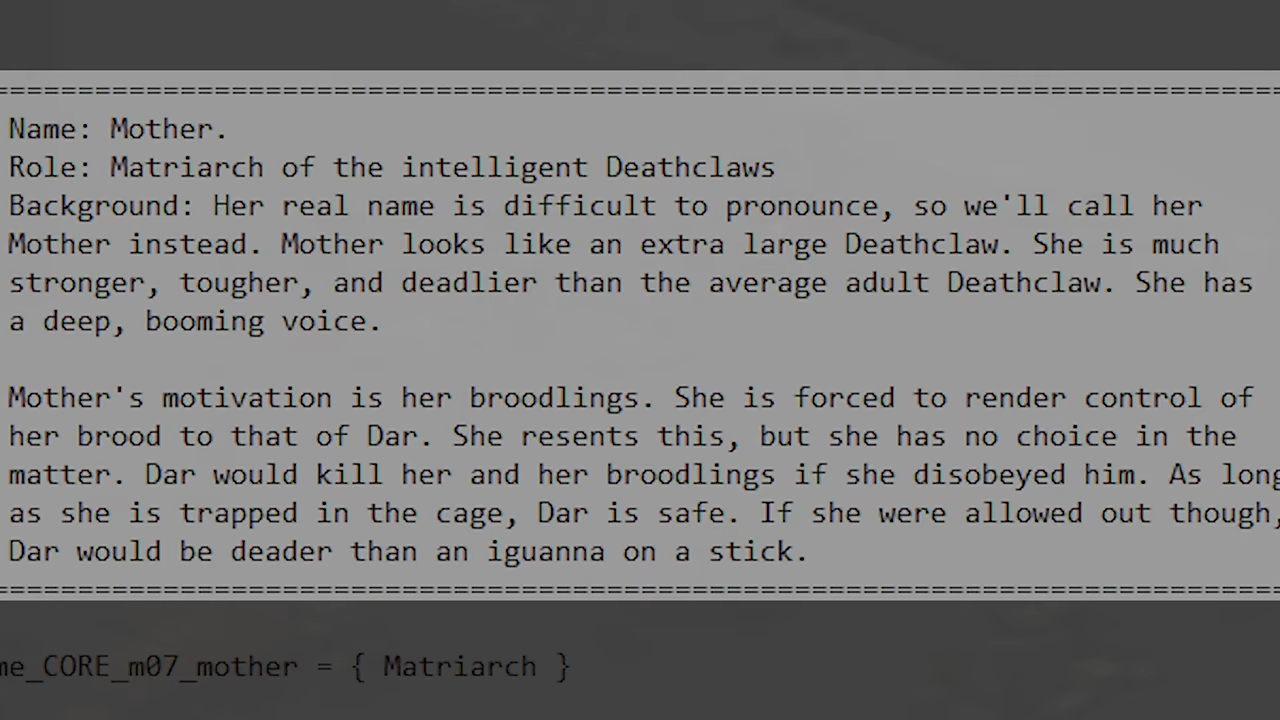 ================================================================================
Name: Mother.
Role: Matriarch of the intelligent Deathclaws
Background: Her real name is difficult to pronounce, so we'll call her
Mother instead. Mother looks like an extra large Deathclaw. She is much
stronger, tougher, and deadlier than the average adult Deathclaw. She has
a deep, booming voice.
Mother's motivation is her broodlings. She is forced to render control of
her brood to that of Dar. She resents this, but she has no choice in the
matter. Dar would kill her and her broodlings if she disobeyed him. As long
as she is trapped in the cage, Dar is safe. If she were allowed out though,
Dar would be deader than an iguanna on a stick.
================================================================================
me_CORE_m07_mother = { Matriarch }